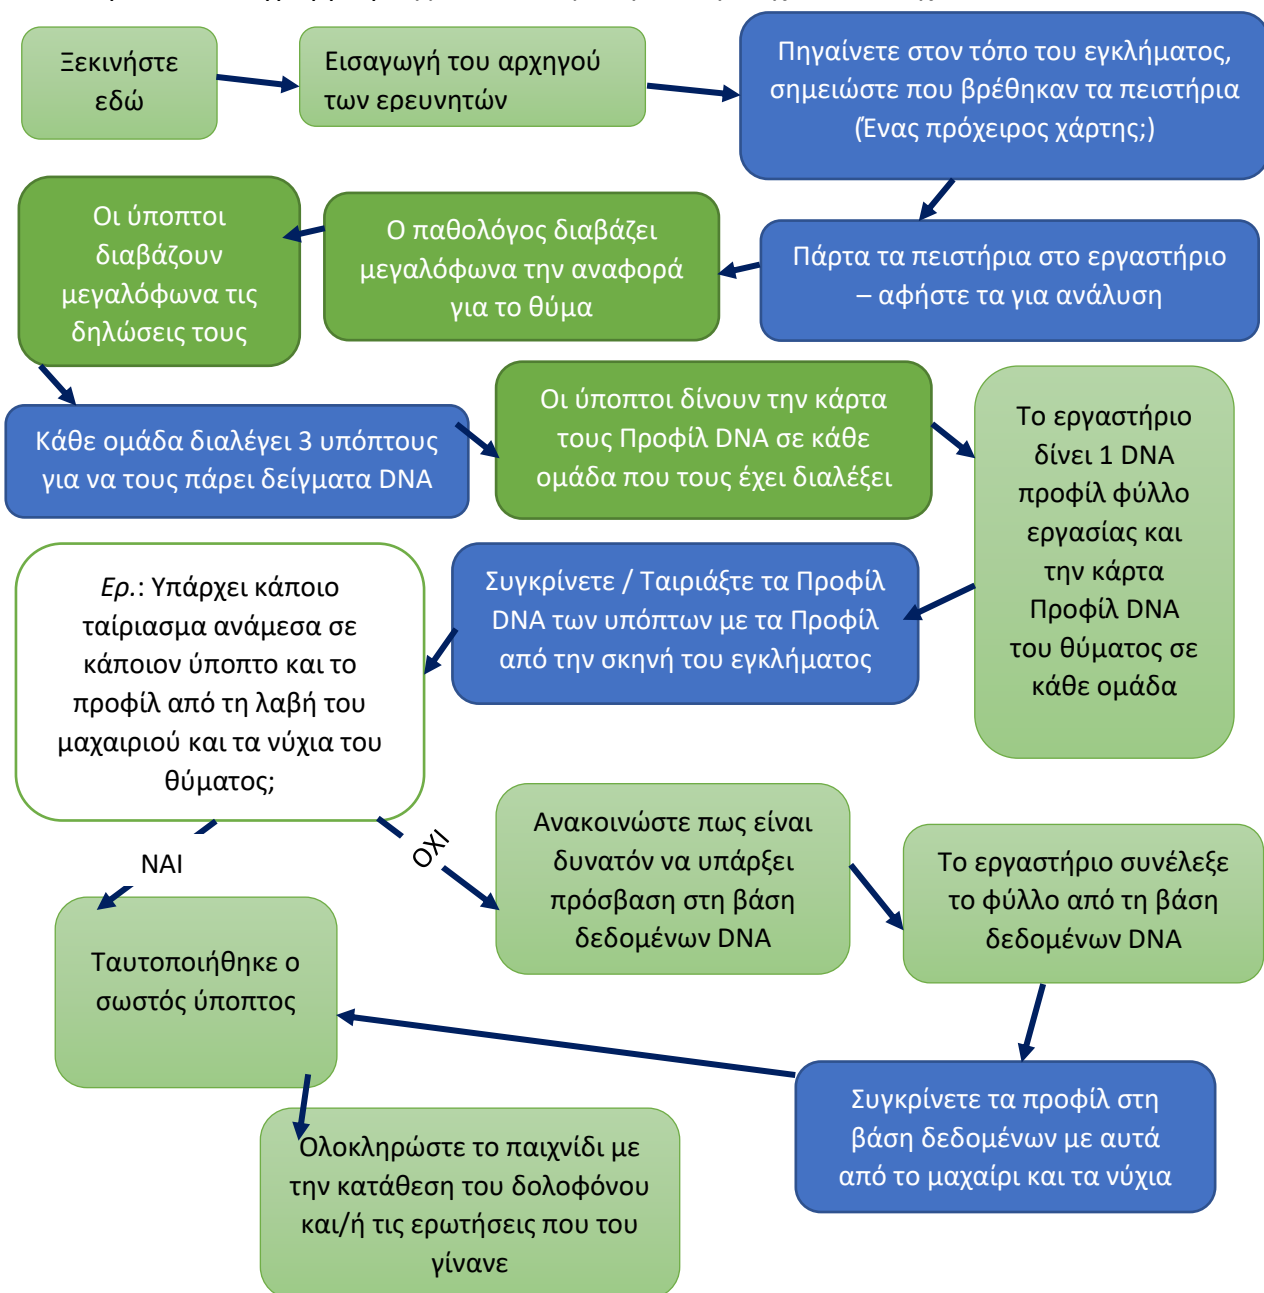 Ξεκινήστε
εδώ
Εισαγωγή του αρχηγού
των ερευνητών
Πηγαίνετε στον τόπο του εγκλήματος,
σημειώστε που βρέθηκαν τα πειστήρια
(Ένας πρόχειρος χάρτης;)
Πάρτα τα πειστήρια στο εργαστήριο
– αφήστε τα για ανάλυση
Ο παθολόγος διαβάζει
μεγαλόφωνα την αναφορά
για το θύμα
Οι ύποπτοι
διαβάζουν
μεγαλόφωνα τις
δηλώσεις τους
Κάθε ομάδα διαλέγει 3 υπόπτους
για να τους πάρει δείγματα DNA
Οι ύποπτοι δίνουν την κάρτα
τους Προφίλ DNA σε κάθε
ομάδα που τους έχει διαλέξει
Το εργαστήριο
δίνει 1 DNA
προφίλ φύλλο
εργασίας και
την κάρτα
Προφίλ DNA
του θύματος σε
κάθε ομάδα
Συγκρίνετε / Ταιριάξτε τα Προφίλ
DNA των υπόπτων με τα Προφίλ
από την σκηνή του εγκλήματος
Ερ.: Υπάρχει κάποιο
ταίριασμα ανάμεσα σε
κάποιον ύποπτο και το
προφίλ από τη λαβή του
μαχαιριού και τα νύχια του
θύματος;
ΝΑΙ
ΟΧΙ
Ανακοινώστε πως είναι
δυνατόν να υπάρξει
πρόσβαση στη βάση
δεδομένων DNA
Το εργαστήριο συνέλεξε
το φύλλο από τη βάση
δεδομένων DNA
Ταυτοποιήθηκε ο
σωστός ύποπτος
Συγκρίνετε τα προφίλ στη
βάση δεδομένων με αυτά
από το μαχαίρι και τα νύχια
Ολοκληρώστε το παιχνίδι με
την κατάθεση του δολοφόνου
και/ή τις ερωτήσεις που του
γίνανε